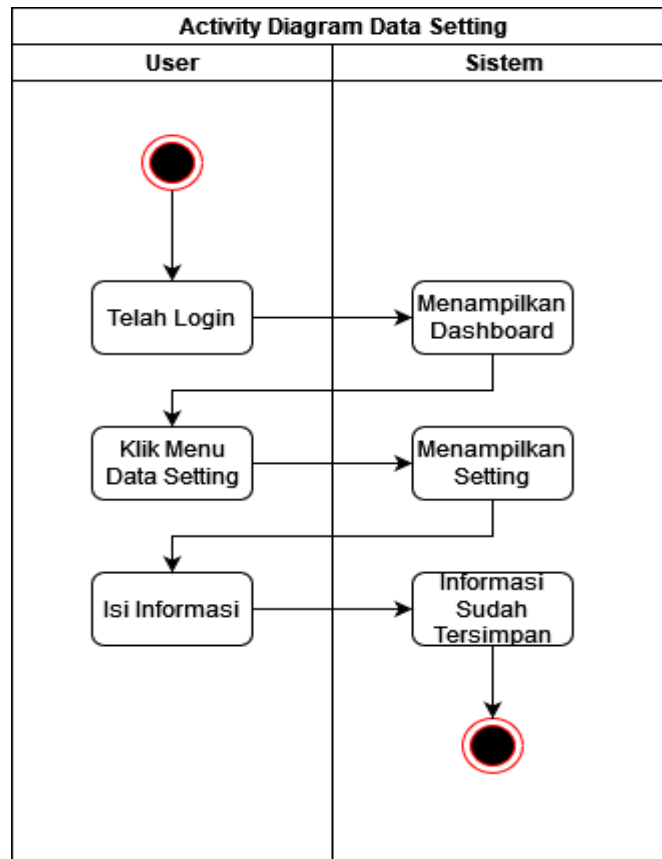 Activity Diagram Data Setting
User
Sistem
Telah Login
Menampilkan
Dashboard
Klik Menu
Data Setting
Menampilkan
Setting
Isi Informasi
Informasi
Sudah
Tersimpan